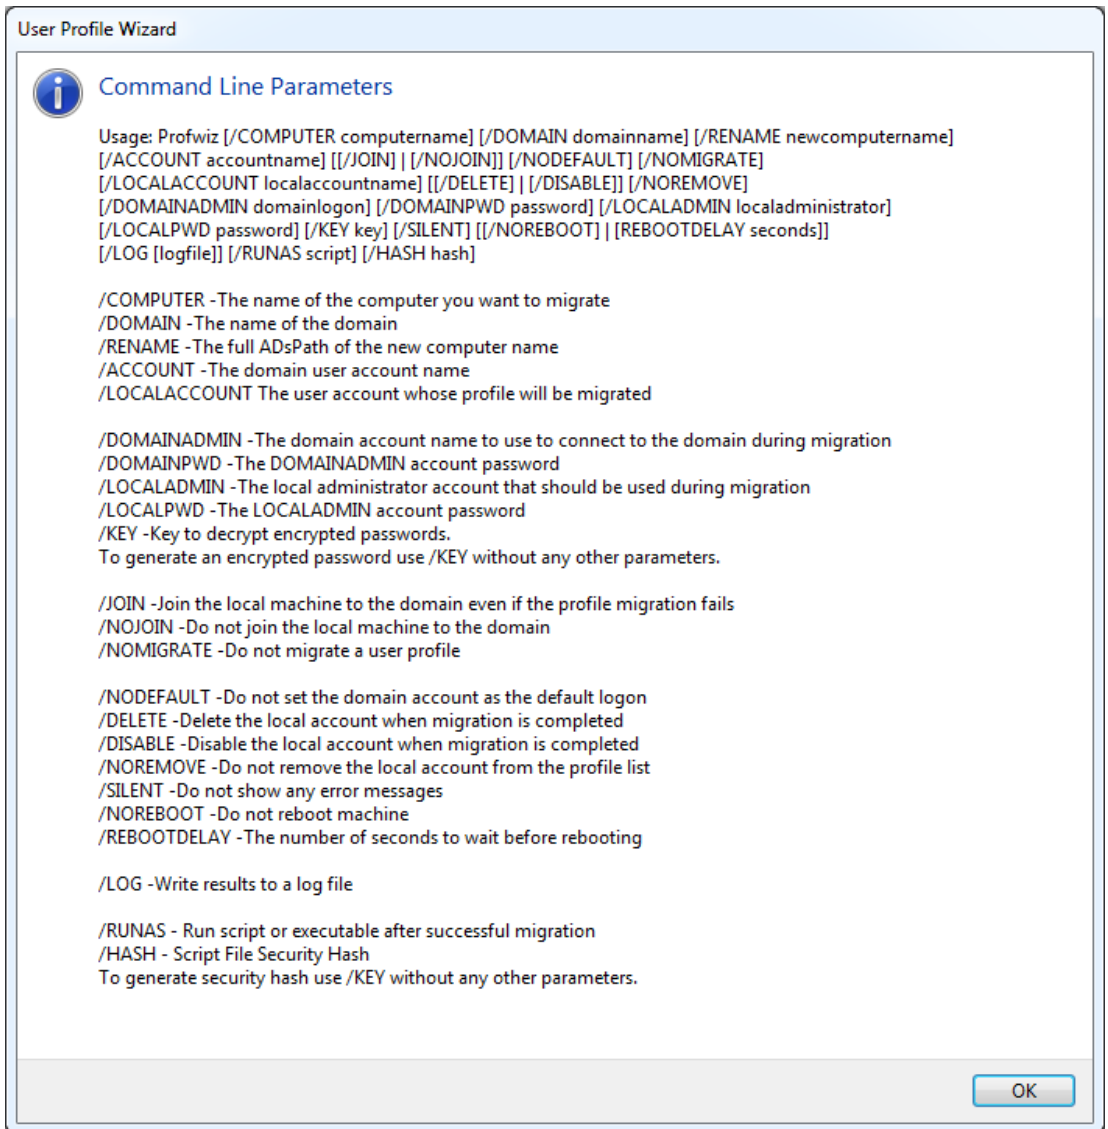 User Profile Wizard
Command Line Parameters
Usage: Profwiz [/COMPUTER computername] [/DOMAIN domainname] [/RENAME newcomputername]
[/ACCOUNT accountname] [[/JOIN] | [/NOJOIN]] [/NODEFAULT] [/NOMIGRATE]
[/LOCALACCOUNT localaccountname] [[/DELETE] | [/DISABLE]] [/NOREMOVE]
[/DOMAINADMIN domainlogon] [/DOMAINPWD password] [/LOCALADMIN localadministrator]
[/LOCALPWD password] [/KEY key] [/SILENT] [[/NOREBOOT] | [REBOOTDELAY seconds]]
[/LOG [logfile]] [/RUNAS script] [/HASH hash]
/COMPUTER -The name of the computer you want to migrate
/DOMAIN -The name of the domain
/RENAME -The full ADsPath of the new computer name
/ACCOUNT -The domain user account name
/LOCALACCOUNT The user account whose profile will be migrated
/DOMAINADMIN -The domain account name to use to connect to the domain during migration
/DOMAINPWD -The DOMAINADMIN account password
/LOCALADMIN -The local administrator account that should be used during migration
/LOCALPWD -The LOCALADMIN account password
/KEY -Key to decrypt encrypted passwords.
To generate an encrypted password use /KEY without any other parameters.
/JOIN -Join the local machine to the domain even if the profile migration fails
/NOJOIN -Do not join the local machine to the domain
/NOMIGRATE -Do not migrate a user profile
/NODEFAULT -Do not set the domain account as the default logon
/DELETE -Delete the local account when migration is completed
/DISABLE -Disable the local account when migration is completed
/NOREMOVE -Do not remove the local account from the profile list
/SILENT -Do not show any error messages
/NOREBOOT -Do not reboot machine
/REBOOTDELAY -The number of seconds to wait before rebooting
/LOG -Write results to a log file
/RUNAS - Run script or executable after successful migration
/HASH - Script File Security Hash
To generate security hash use /KEY without any other parameters.
OK